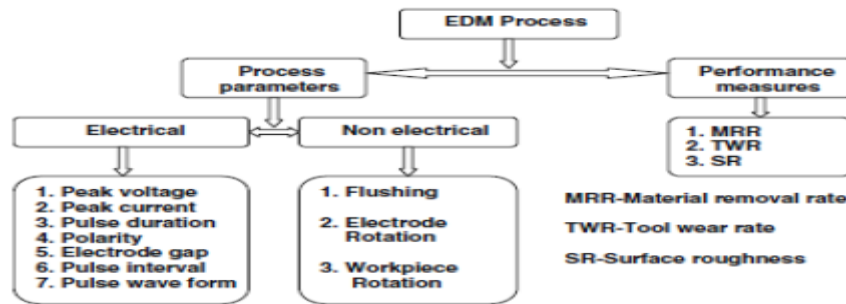 EDM Process
Process
parameters
Performance
measures
Electrical
Non electrical
1. MRR
2. TWR
3. SR
1. Peak voltage
2. Peak current
3. Pulse duration
4. Polarity
5. Electrode gap
6. Pulse interval
7. Pulse wave form
1. Flushing
2. Electrode
Rotation
3. Workpiece
Rotation
MRR-Material removal rate
TWR-Tool wear rate
SR-Surface roughness